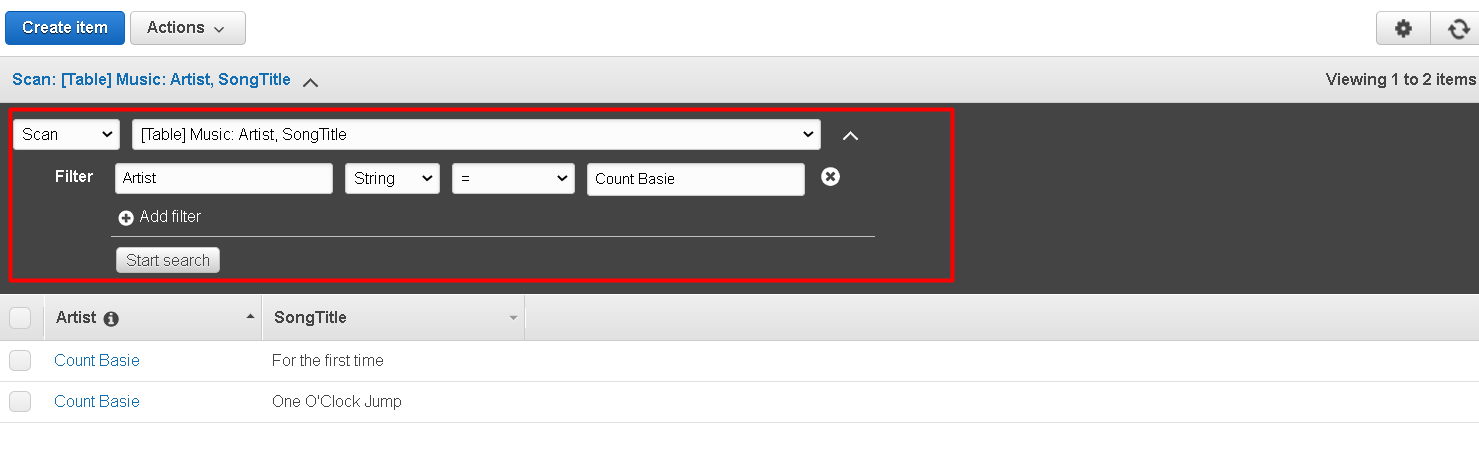 Create item Actions
Scan: [Table] Music: Artist, SongTitle Viewing 1 to 2 items
Scan [Table] Music: Artist, SongTitle
Filter Artist String = Count Basie
Add filter
Start search
Artist SongTitle
Count Basie For the first time
Count Basie One O'Clock Jump